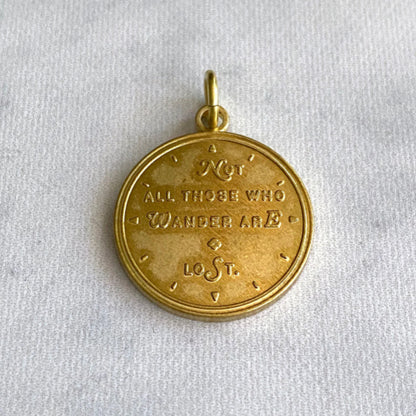 Not
ALL THOSE WHO
WANDER ARE
LOST.